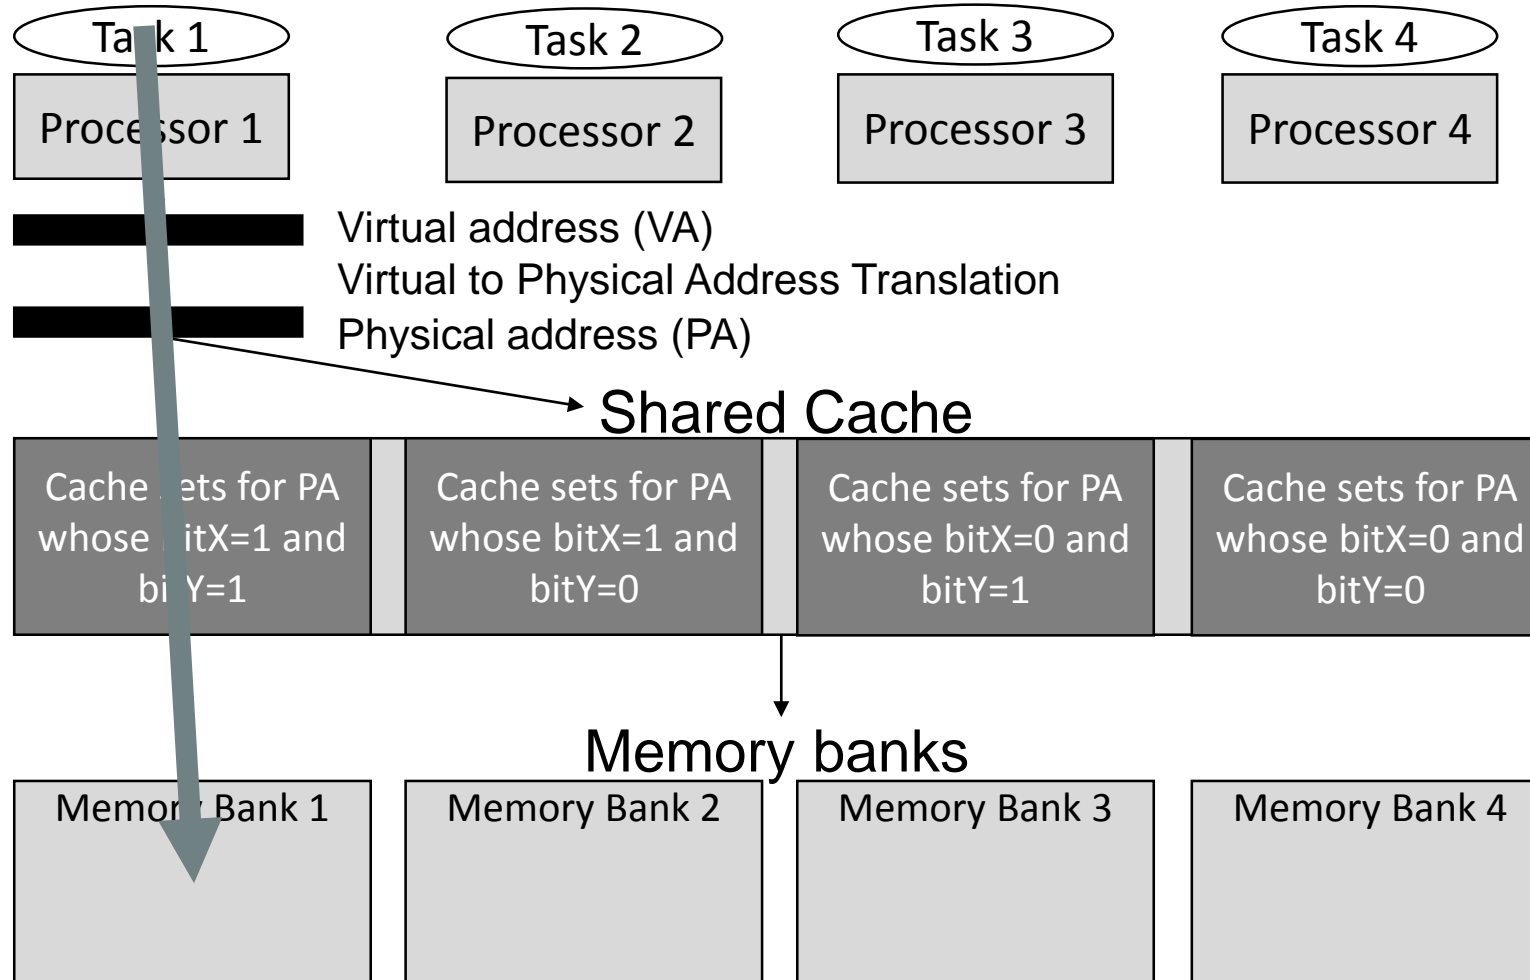 Task 1
Task 2
Task 3
Task 4
Processor 1
Processor 2
Processor 3
Processor 4
Virtual address (VA)
Virtual to Physical Address Translation
Physical address (PA)
Shared Cache
Cache sets for PA
whose bitX=1 and
bitY=1
Cache sets for PA
whose bitX=1 and
bitY=0
Cache sets for PA
whose bitX=0 and
bitY=1
Cache sets for PA
whose bitX=0 and
bitY=0
Memory banks
Memory Bank 1
Memory Bank 2
Memory Bank 3
Memory Bank 4